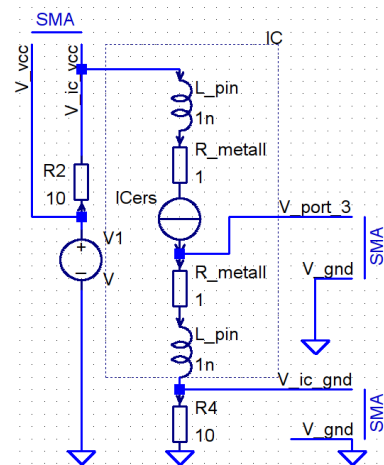 SMA
IC
V_vcc
V_ic_vcc
L_pin
1n
R_metall
1
R2
10
ICers
V_port_3
V1
V
R_metall
1
SMA
V_gnd
L_pin
1n
V_ic_gnd
R4
10
SMA
V_gnd